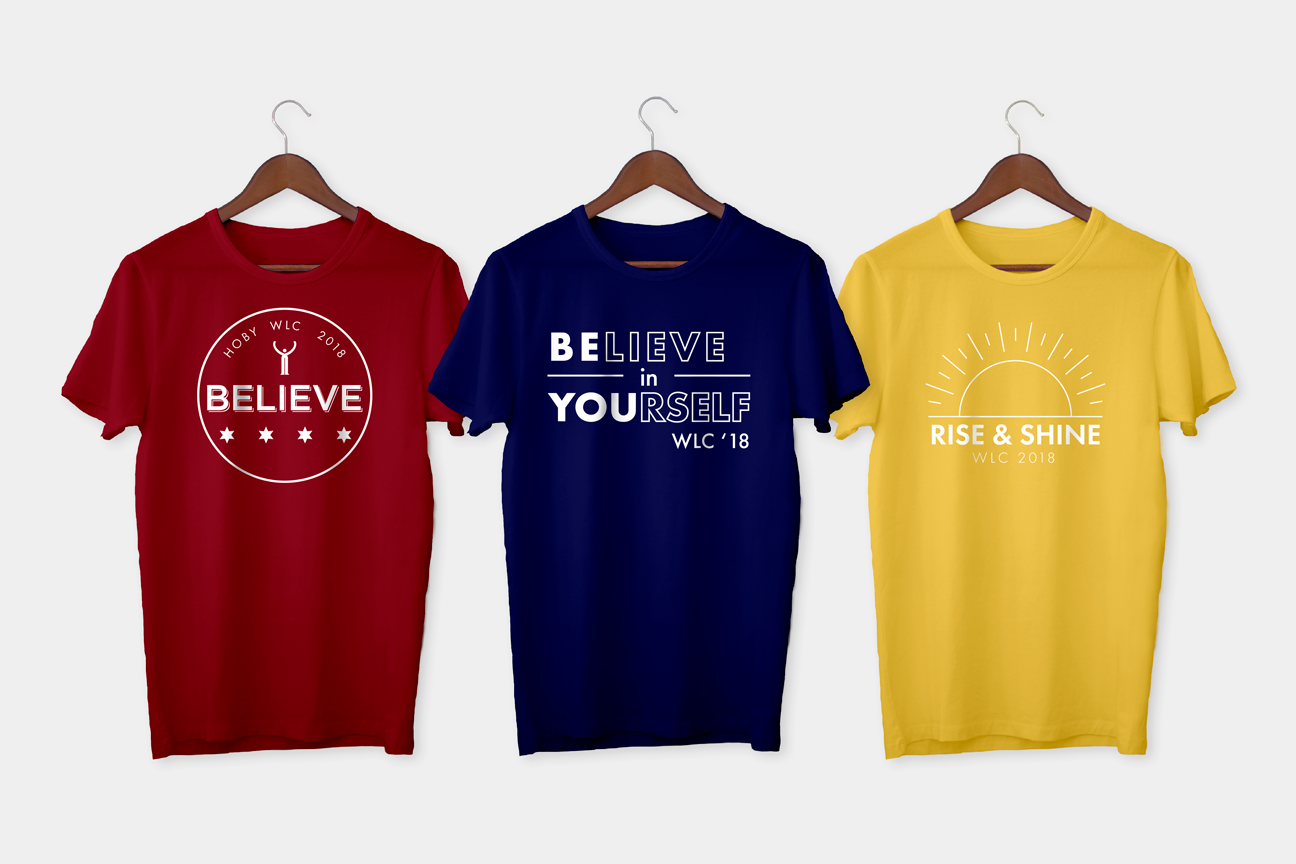 HOBY WLC 2018
BELIEVE
BELIEVE
in
YOURSELF
WLC ‘18
RISE & SHINE
WLC 2018